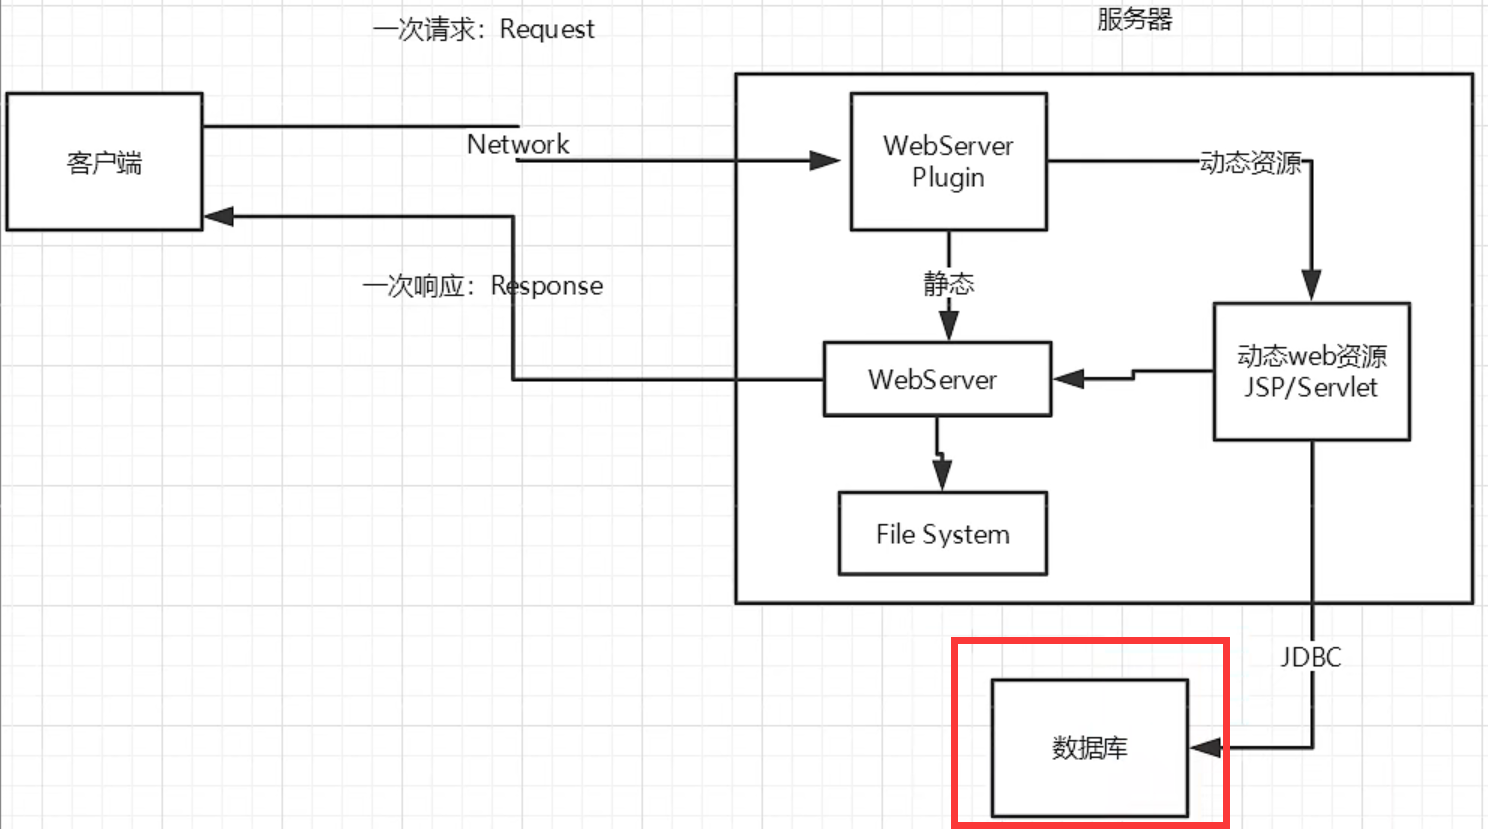 一次请求：Request
服务器
客户端
Network
WebServer
Plugin
动态资源
一次响应：Response
静态
动态web资源
JSP/Servlet
WebServer
File System
JDBC
数据库